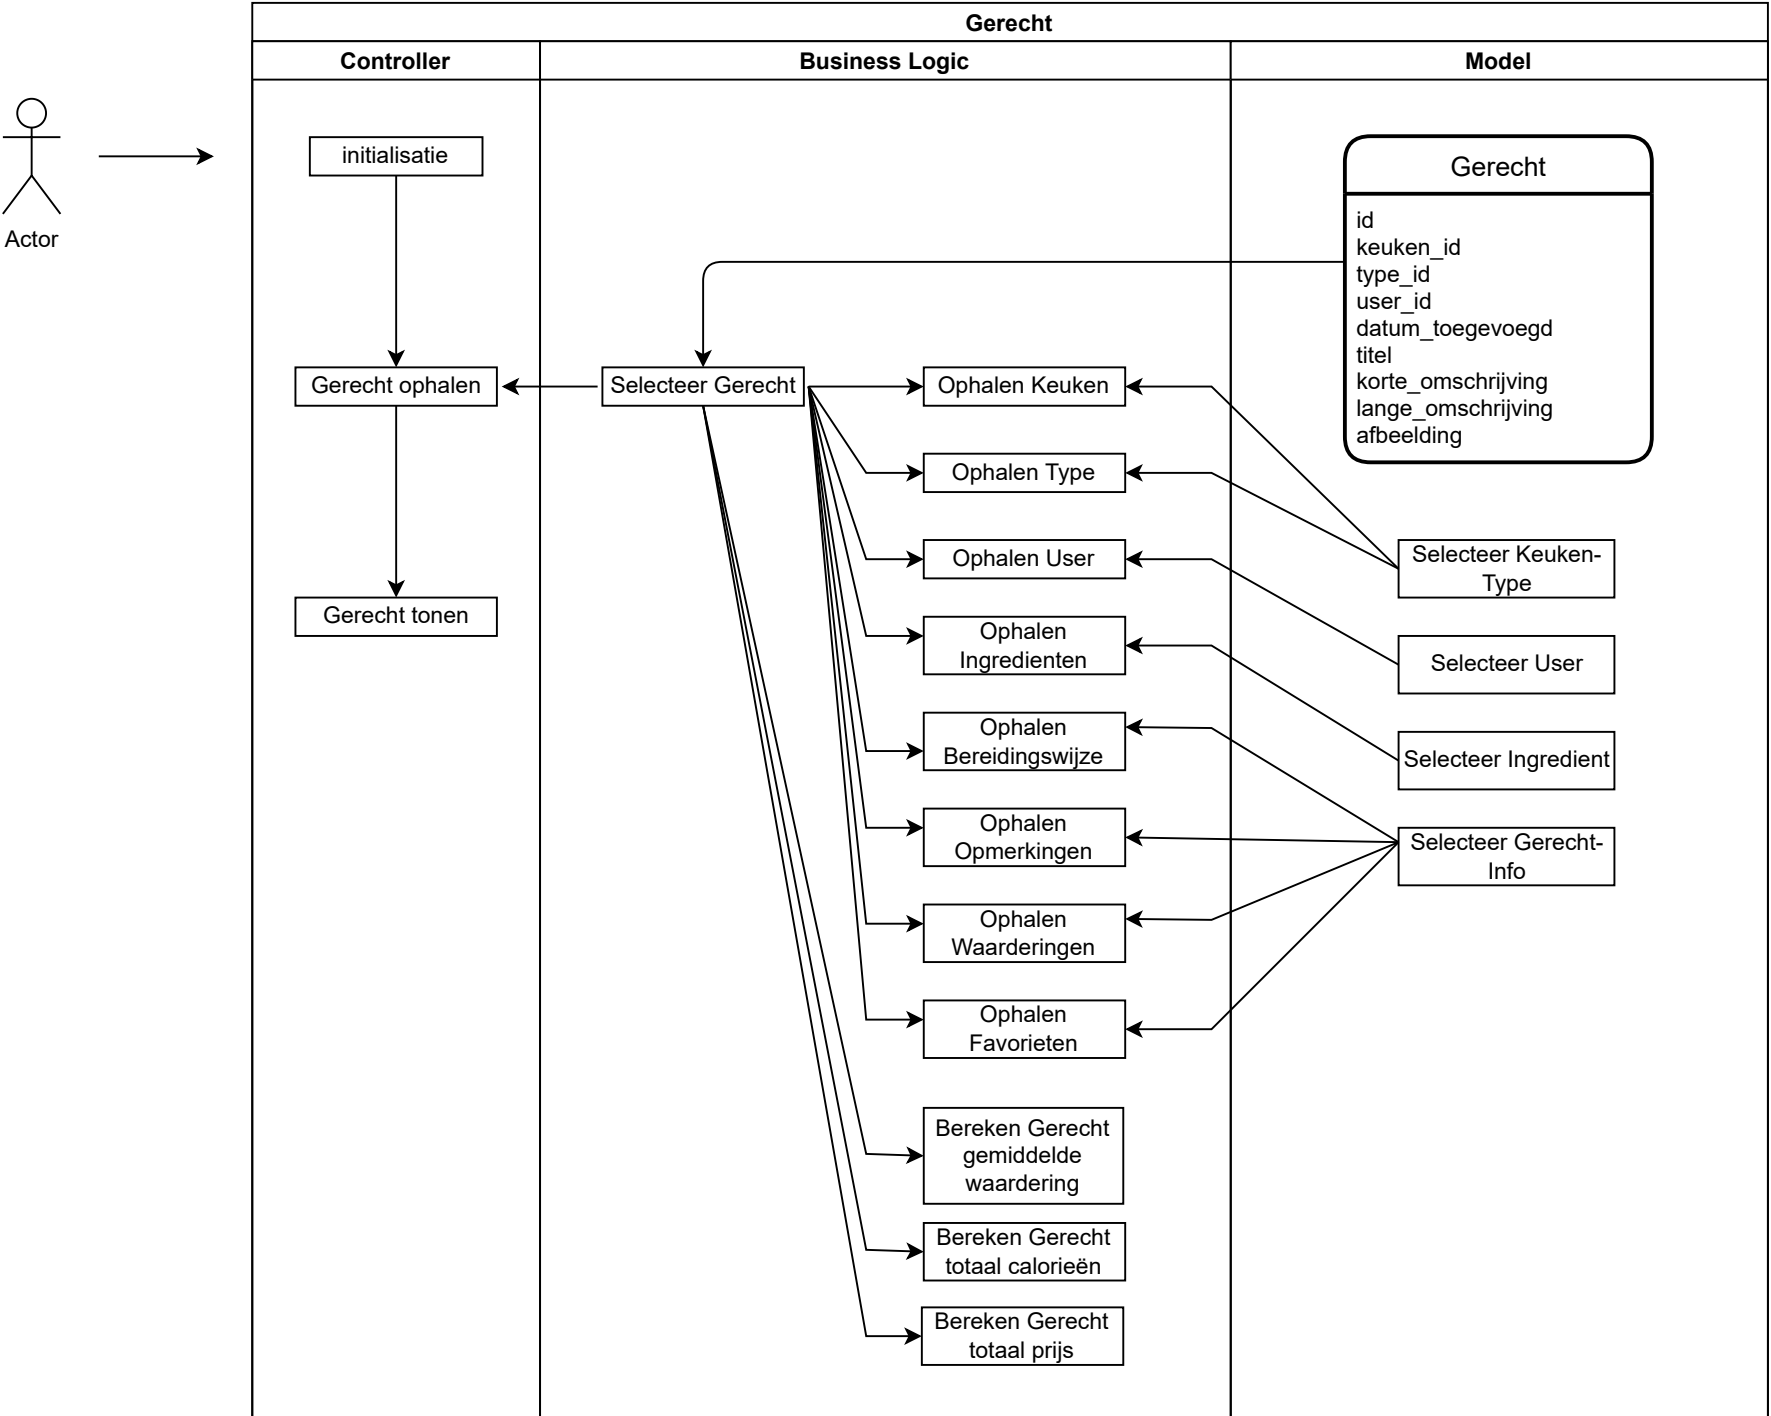 Gerecht
Controller
Business Logic
Model
Actor
initialisatie
Gerecht ophalen
Gerecht tonen
Selecteer Gerecht
Ophalen Keuken
Ophalen Type
Ophalen User
Ophalen
Ingredienten
Ophalen
Bereidingswijze
Ophalen
Opmerkingen
Ophalen
Waarderingen
Ophalen
Favorieten
Bereken Gerecht
gemiddelde
waardering
Bereken Gerecht
totaal calorieën
Bereken Gerecht
totaal prijs
Gerecht
id
keuken_id
type_id
user_id
datum_toegevoegd
titel
korte_omschrijving
lange_omschrijving
afbeelding
Selecteer Keuken-
Type
Selecteer User
Selecteer Ingredient
Selecteer Gerecht-
Info